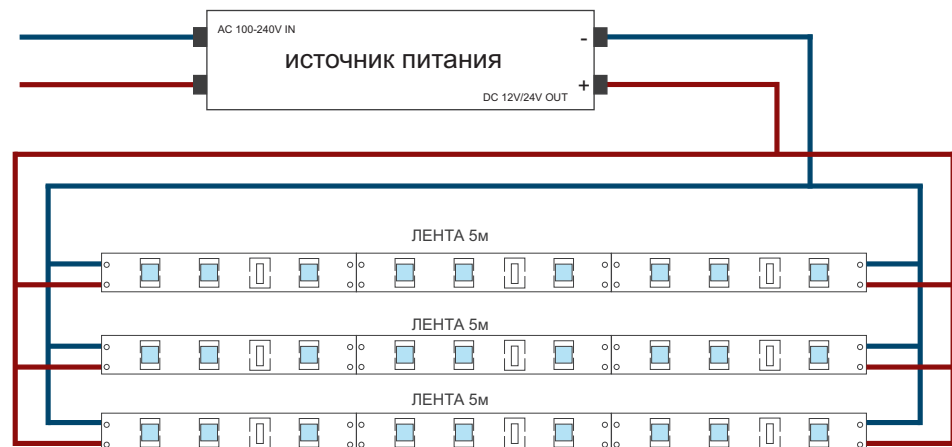 AC 100-240V IN
-
источник питания
+
DC 12V/24V OUT
ЛЕНТА 5м
ЛЕНТА 5м
ЛЕНТА 5м